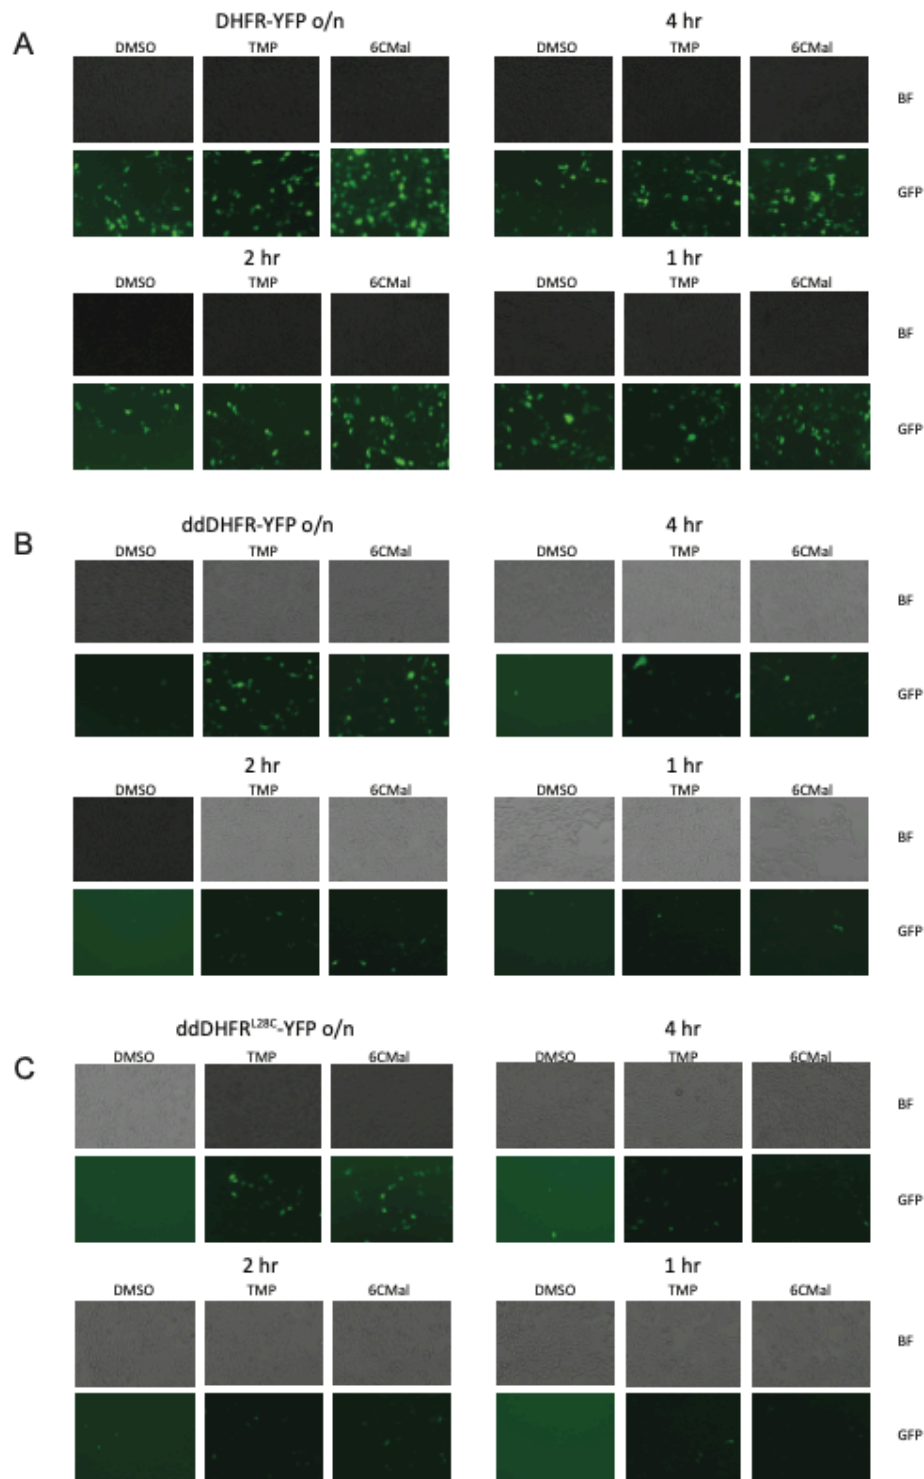 A
DHFR-YFP o/n
4 hr
DMSO TMP 6CMal DMSO TMP 6CMal
BF
GFP
2 hr
1 hr
DMSO TMP 6CMal DMSO TMP 6CMal
BF
GFP
B
ddDHFR-YFP o/n
4 hr
DMSO TMP 6CMal DMSO TMP 6CMal
BF
GFP
2 hr
1 hr
DMSO TMP 6CMal DMSO TMP 6CMal
BF
GFP
C
ddDHFR^L28C-YFP o/n
4 hr
DMSO TMP 6CMal DMSO TMP 6CMal
BF
GFP
2 hr
1 hr
DMSO TMP 6CMal DMSO TMP 6CMal
BF
GFP